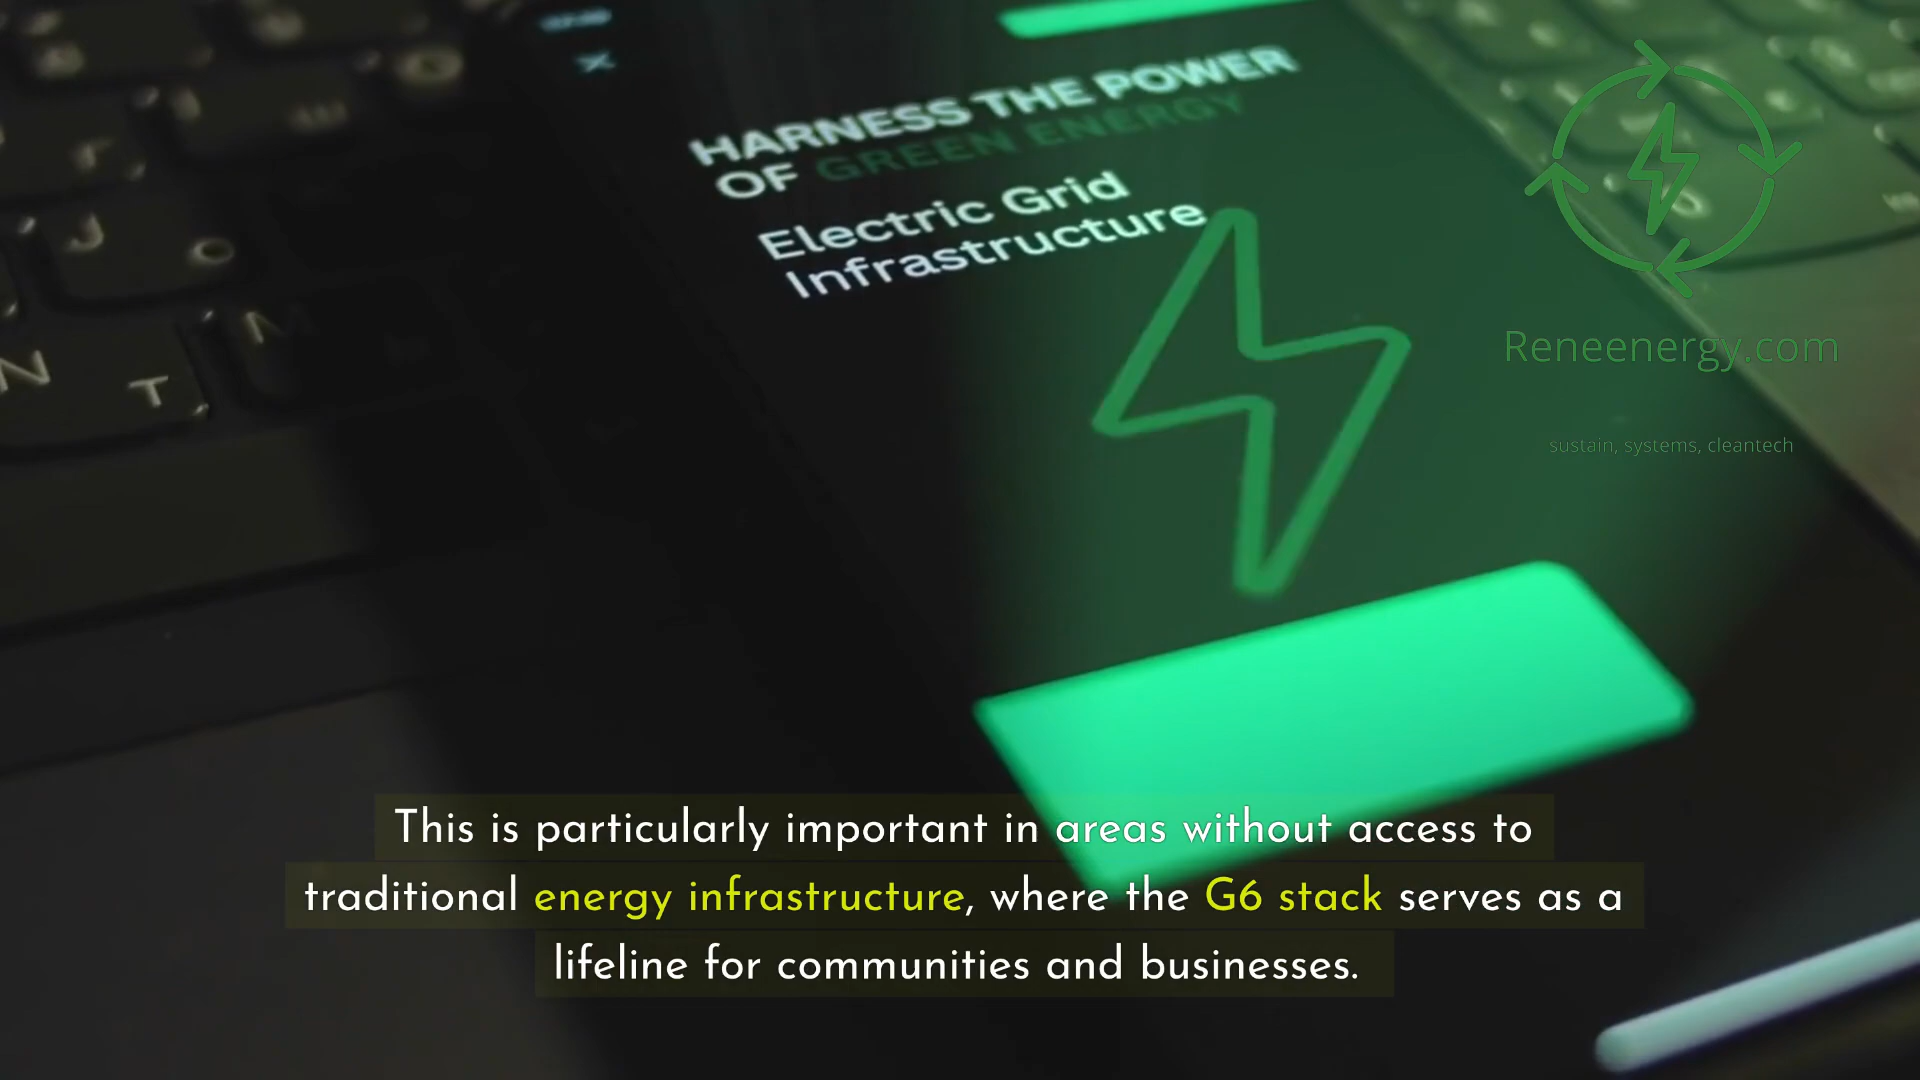 HARNESS THE POWER
OF GREEN ENERGY
Electric Grid
Infrastructure
Reneenergy.com
sustain, systems, cleantech
J
N
T
M
This is particularly important in areas without access to
traditional energy infrastructure, where the G6 stack serves as a
lifeline for communities and businesses.